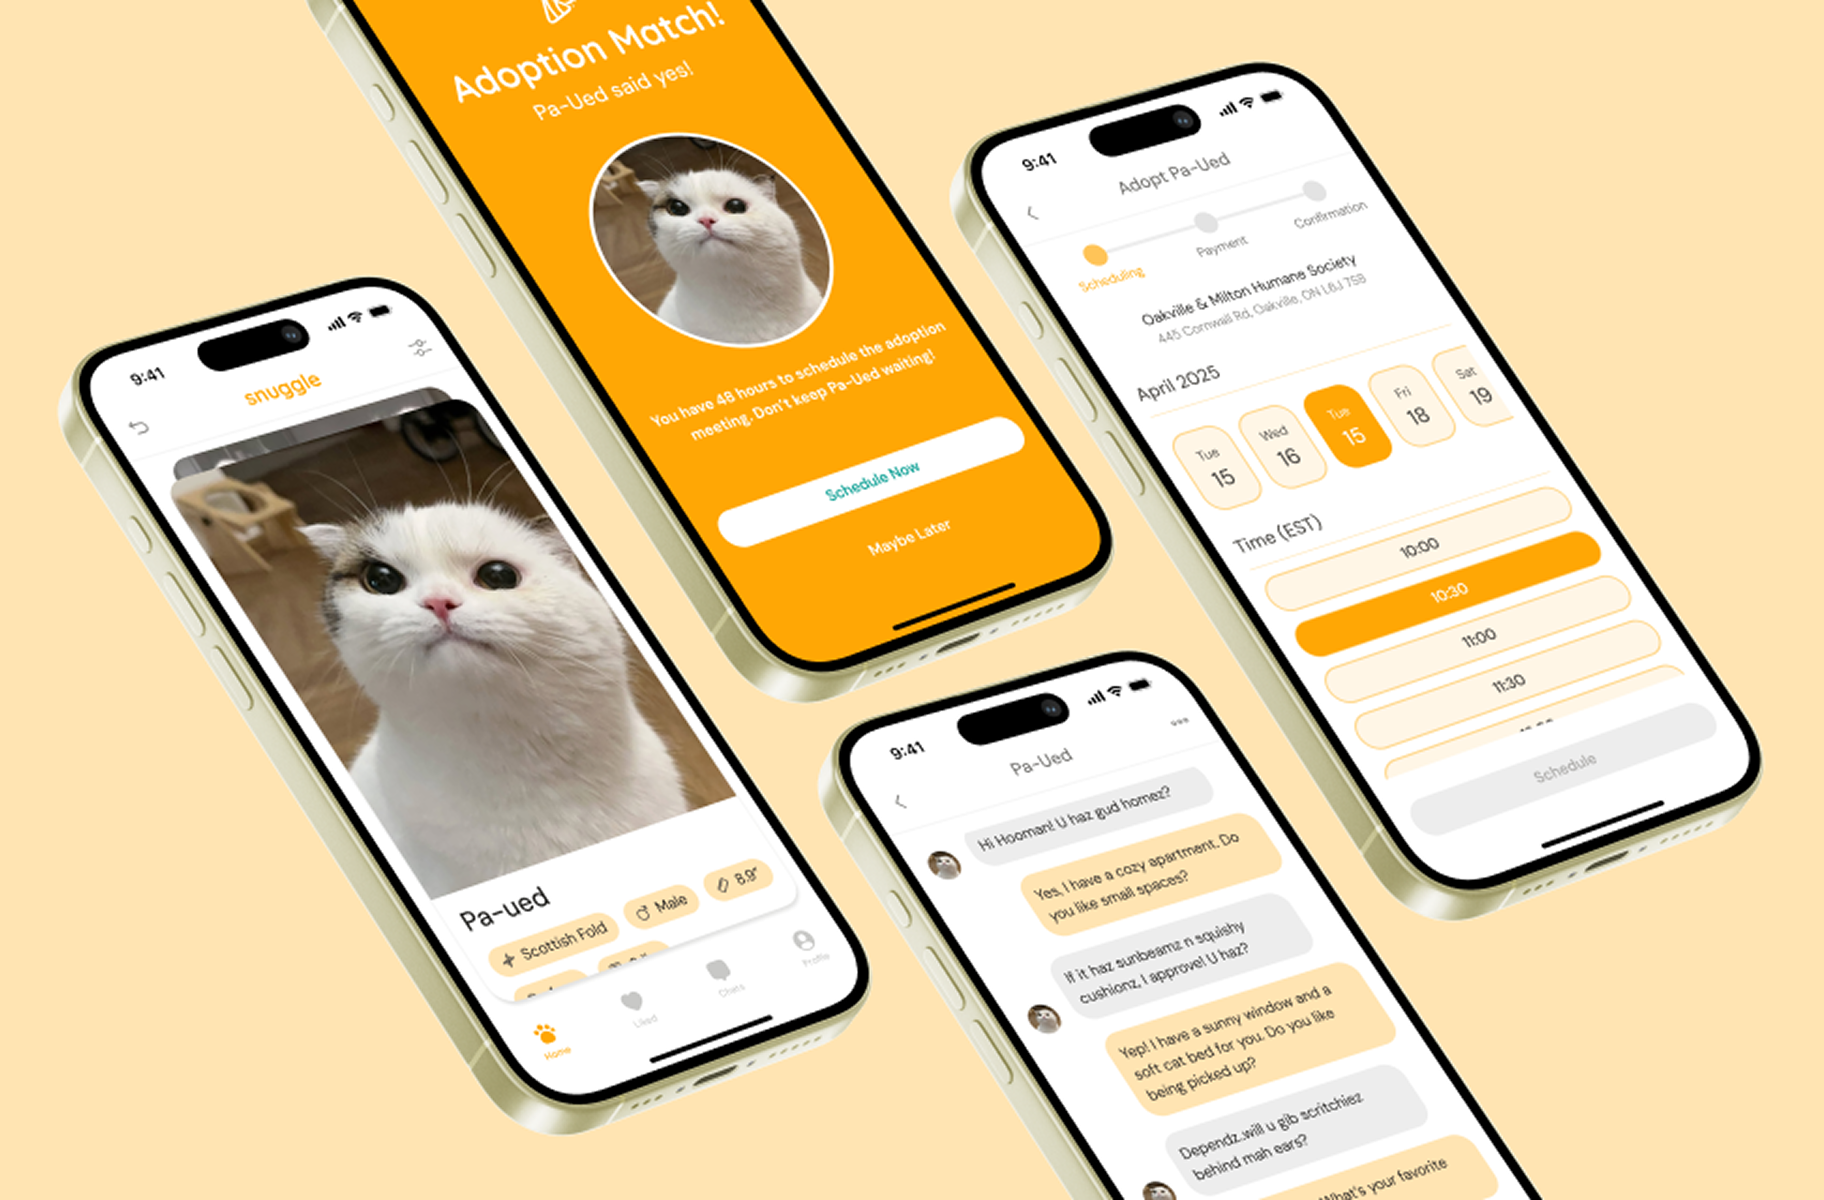 9:41
snuggle
Pa-ued
Scottish Fold
Male
8.9"
Home
Liked
Chats
Profile
Adoption Match!
Pa-Ued said yes!
You have 48 hours to schedule the adoption
meeting. Don't keep Pa-Ued waiting!
Schedule Now
Maybe Later
9:41
Adopt Pa-Ued
Scheduling
Payment
Confirmation
Oakville & Milton Humane Society
445 Cornwall Rd, Oakville, ON L6J 7S8
April 2025
Tue
15
Wed
16
Tue
15
Fri
18
Sat
19
Time (EST)
10:00
10:30
11:00
11:30
Schedule
9:41
Pa-Ued
Hi Hooman! U haz gud homez?
Yes, I have a cozy apartment. Do
you like small spaces?
If it haz sunbeamz n squishy
cushionz, I approve! U haz?
Yep! I have a sunny window and a
soft cat bed for you. Do you like
being picked up?
Dependz..will u gib scritchiez
behind mah ears?
What's your favorite